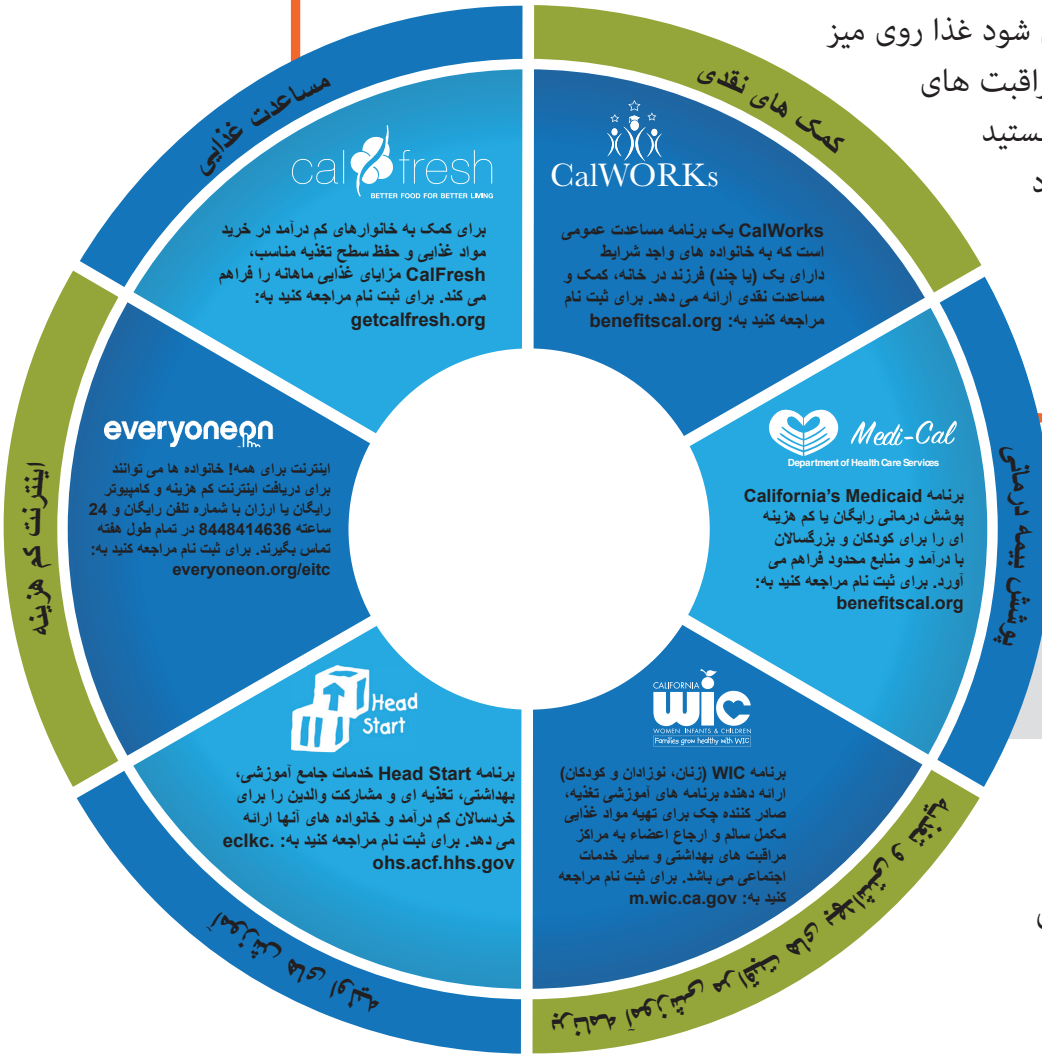 شود غذا روی میز
های
د
کمک های نقدی
CalWORKs
CalWorks یک برنامه مساعدت عمومی
است که به خانواده های واجد شرایط
دارای یک (یا چند) فرزند در خانه، کمک و
مساعدت نقدی ارائه می دهد. برای ثبت نام
مراجعه کنید به: benefitscal.org
پوشش بیمه درمانی
Medi-Cal
Department of Health Care Services
برنامه California's Medicaid
پوشش درمانی رایگان یا کم هزینه
ای را برای کودکان و بزرگسالان
با درآمد و منابع محدود فراهم می
آورد. برای ثبت نام مراجعه کنید به:
benefitscal.org
برنامه آموزشی مراقبت های بهداشتی و تغذیه
CALIFORNIA
wic
WOMEN INFANTS & CHILDREN
Families grow healthy with WIC
برنامه WIC (زنان، نوزادان و کودکان)
ارائه دهنده برنامه های آموزشی تغذیه،
صادر کننده چک برای تهیه مواد غذایی
مکمل سالم و ارجاع اعضاء به مراکز
مراقبت های بهداشتی و سایر خدمات
اجتماعی می باشد. برای ثبت نام مراجعه
کنید به: m.wic.ca.gov
آموزش های اولیه
Head
Start
برنامه Head Start خدمات جامع آموزشی،
بهداشتی، تغذیه ای و مشارکت والدین را برای
خردسالان کم درآمد و خانواده های آنها ارائه
می دهد. برای ثبت نام مراجعه کنید به: eclkc.
ohs.acf.hhs.gov
اینترنت کم هزینه
everyoneon
اینترنت برای همه! خانواده ها می توانند
برای دریافت اینترنت کم هزینه و کامپیوتر
رایگان یا ارزان با شماره تلفن رایگان و 24
ساعته 8448414636 در تمام طول هفته
تماس بگیرند. برای ثبت نام مراجعه کنید به:
everyoneon.org/eitc
مساعدت غذایی
cal fresh
BETTER FOOD FOR BETTER LIVING
برای کمک به خانوارهای کم درآمد در خرید
مواد غذایی و حفظ سطح تغذیه مناسب،
CalFresh مزایای غذایی ماهانه را فراهم
می کند. برای ثبت نام مراجعه کنید به:
getcalfresh.org